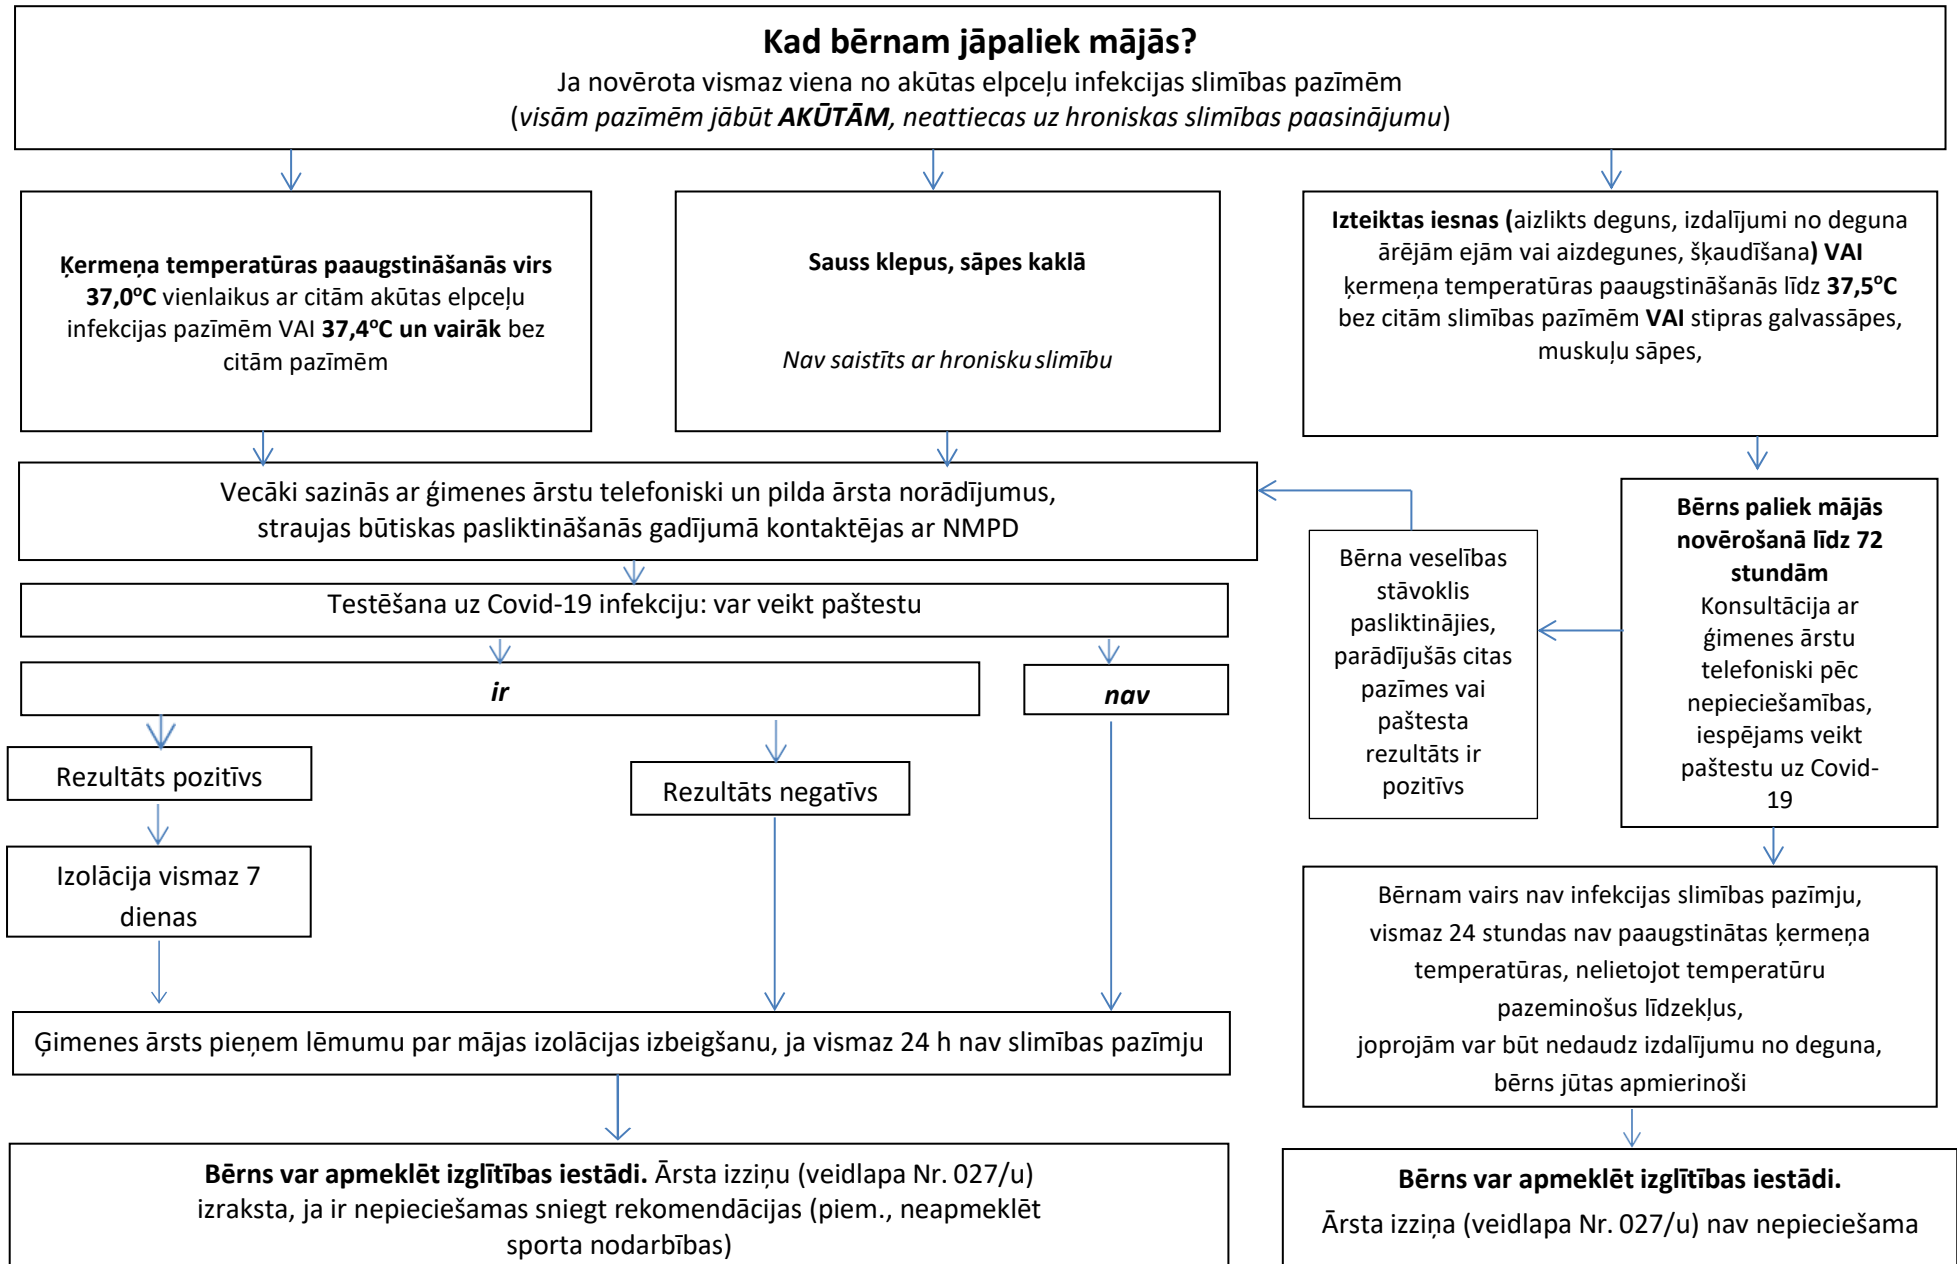 Kad bērnam jāpaliek mājās?
Ja novērota vismaz viena no akūtas elpceļu infekcijas slimības pazīmēm
(visām pazīmēm jābūt AKŪTĀM, neattiecas uz hroniskas slimības paasinājumu)
Ķermeņa temperatūras paaugstināšanās virs
37,0°C vienlaikus ar citām akūtas elpceļu
infekcijas pazīmēm VAI 37,4°C un vairāk bez
citām pazīmēm
Sauss klepus, sāpes kaklā
Nav saistīts ar hronisku slimību
Izteiktas iesnas (aizlikts deguns, izdalījumi no deguna
ārējām ejām vai aizdegunes, šķaudīšana) VAI
ķermeņa temperatūras paaugstināšanās līdz 37,5°C
bez citām slimības pazīmēm VAI stipras galvassāpes,
muskuļu sāpes,
Vecāki sazinās ar ģimenes ārstu telefoniski un pilda ārsta norādījumus,
straujas būtiskas pasliktināšanās gadījumā kontaktējas ar NMPD
Bērna veselības
stāvoklis
pasliktinājies,
parādījušās citas
pazīmes vai
paštesta
rezultāts ir
pozitīvs
Bērns paliek mājās
novērošanā līdz 72
stundām
Konsultācija ar
ģimenes ārstu
telefoniski pēc
nepieciešamības,
iespējams veikt
paštestu uz Covid-
19
Testēšana uz Covid-19 infekciju: var veikt paštestu
ir
nav
Rezultāts pozitīvs
Rezultāts negatīvs
Izolācija vismaz 7
dienas
Bērnam vairs nav infekcijas slimības pazīmju,
vismaz 24 stundas nav paaugstinātas ķermeņa
temperatūras, nelietojot temperatūru
pazeminošus līdzekļus,
joprojām var būt nedaudz izdalījumu no deguna,
bērns jūtas apmierinoši
Ģimenes ārsts pieņem lēmumu par mājas izolācijas izbeigšanu, ja vismaz 24 h nav slimības pazīmju
Bērns var apmeklēt izglītības iestādi. Ārsta izziņu (veidlapa Nr. 027/u)
izraksta, ja ir nepieciešamas sniegt rekomendācijas (piem., neapmeklēt
sporta nodarbības)
Bērns var apmeklēt izglītības iestādi.
Ārsta izziņa (veidlapa Nr. 027/u) nav nepieciešama